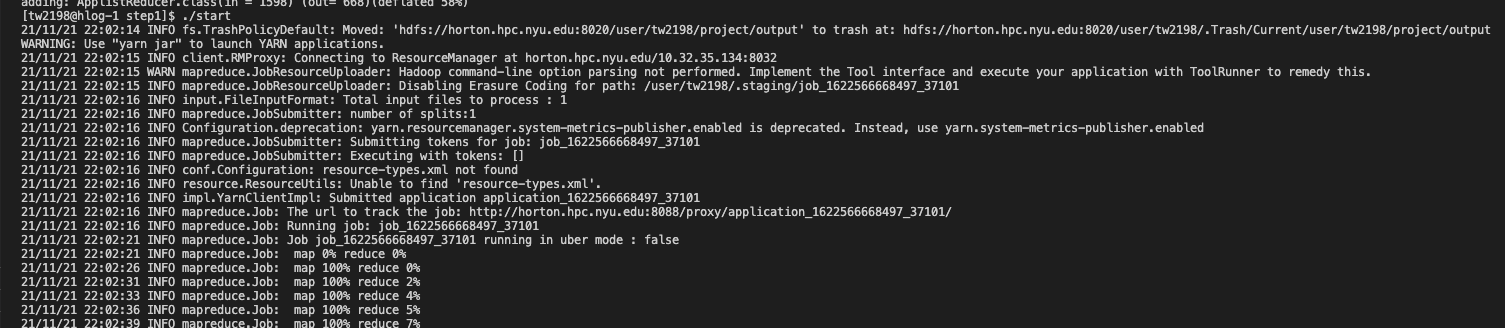 adding: ApplistReducer.class(in = 1598) (out= 668)(deflated 58%)
[tw2198@hlog-1 step1]$ ./start
21/11/21 22:02:14 INFO fs.TrashPolicyDefault: Moved: 'hdfs://horton.hpc.nyu.edu:8020/user/tw2198/project/output' to trash at: hdfs://horton.hpc.nyu.edu:8020/user/tw2198/.Trash/Current/user/tw2198/project/output
WARNING: Use "yarn jar" to launch YARN applications.
21/11/21 22:02:15 INFO client.RMProxy: Connecting to ResourceManager at horton.hpc.nyu.edu/10.32.35.134:8032
21/11/21 22:02:15 WARN mapreduce.JobResourceUploader: Hadoop command-line option parsing not performed. Implement the Tool interface and execute your application with ToolRunner to remedy this.
21/11/21 22:02:15 INFO mapreduce.JobResourceUploader: Disabling Erasure Coding for path: /user/tw2198/.staging/job_1622566668497_37101
21/11/21 22:02:16 INFO input.FileInputFormat: Total input files to process : 1
21/11/21 22:02:16 INFO mapreduce.JobSubmitter: number of splits:1
21/11/21 22:02:16 INFO Configuration.deprecation: yarn.resourcemanager.system-metrics-publisher.enabled is deprecated. Instead, use yarn.system-metrics-publisher.enabled
21/11/21 22:02:16 INFO mapreduce.JobSubmitter: Submitting tokens for job: job_1622566668497_37101
21/11/21 22:02:16 INFO mapreduce.JobSubmitter: Executing with tokens: []
21/11/21 22:02:16 INFO conf.Configuration: resource-types.xml not found
21/11/21 22:02:16 INFO resource.ResourceUtils: Unable to find 'resource-types.xml'.
21/11/21 22:02:16 INFO impl.YarnClientImpl: Submitted application application_1622566668497_37101
21/11/21 22:02:16 INFO mapreduce.Job: The url to track the job: http://horton.hpc.nyu.edu:8088/proxy/application_1622566668497_37101/
21/11/21 22:02:16 INFO mapreduce.Job: Running job: job_1622566668497_37101
21/11/21 22:02:21 INFO mapreduce.Job: Job job_1622566668497_37101 running in uber mode : false
21/11/21 22:02:21 INFO mapreduce.Job:  map 0% reduce 0%
21/11/21 22:02:26 INFO mapreduce.Job:  map 100% reduce 0%
21/11/21 22:02:31 INFO mapreduce.Job:  map 100% reduce 2%
21/11/21 22:02:33 INFO mapreduce.Job:  map 100% reduce 4%
21/11/21 22:02:36 INFO mapreduce.Job:  map 100% reduce 5%
21/11/21 22:02:39 INFO mapreduce.Job:  map 100% reduce 7%